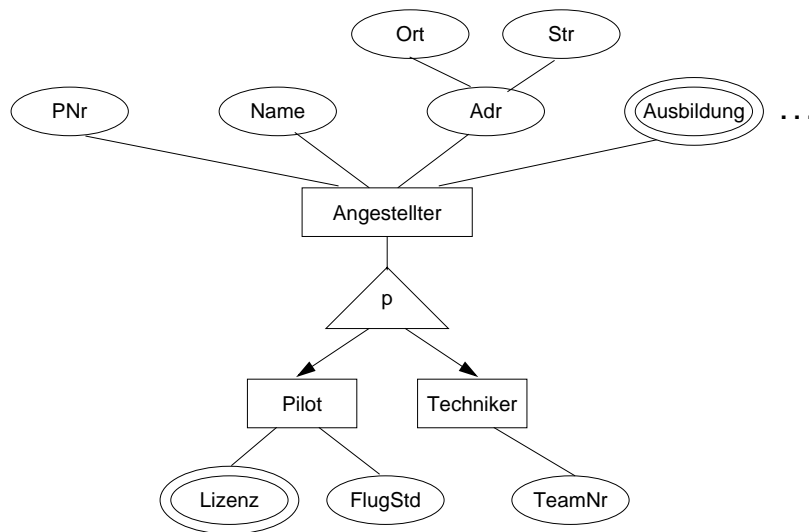 Ort Str
PNr Name Adr Ausbildung ...
Angestellter
p
Pilot Techniker
Lizenz FlugStd TeamNr